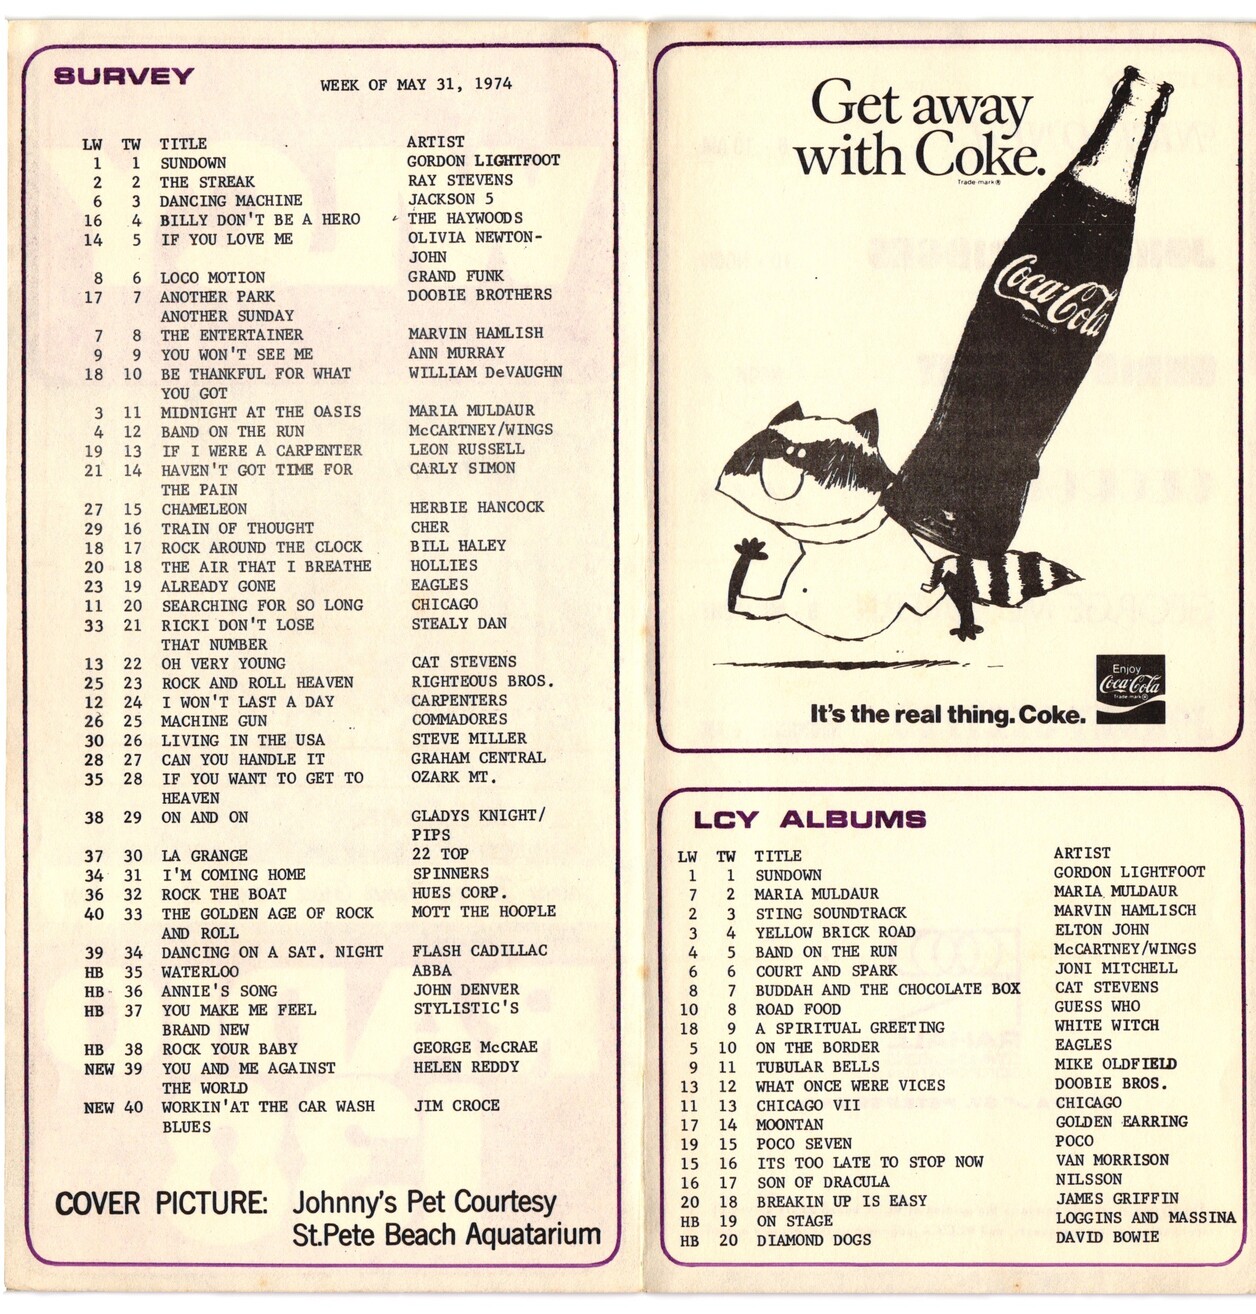 SURVEY
WEEK OF MAY 31, 1974
LW TW TITLE ARTIST
1 1 SUNDOWN GORDON LIGHTFOOT
2 2 THE STREAK RAY STEVENS
6 3 DANCING MACHINE JACKSON 5
16 4 BILLY DON'T BE A HERO THE HAYWOODS
14 5 IF YOU LOVE ME OLIVIA NEWTON-
JOHN
8 6 LOCO MOTION GRAND FUNK
17 7 ANOTHER PARK DOOBIE BROTHERS
ANOTHER SUNDAY
7 8 THE ENTERTAINER MARVIN HAMLISH
9 9 YOU WON'T SEE ME ANN MURRAY
18 10 BE THANKFUL FOR WHAT WILLIAM DeVAUGHN
YOU GOT
3 11 MIDNIGHT AT THE OASIS MARIA MULDAUR
4 12 BAND ON THE RUN McCARTNEY/WINGS
19 13 IF I WERE A CARPENTER LEON RUSSELL
21 14 HAVEN'T GOT TIME FOR CARLY SIMON
THE PAIN
27 15 CHAMELEON HERBIE HANCOCK
29 16 TRAIN OF THOUGHT CHER
18 17 ROCK AROUND THE CLOCK BILL HALEY
20 18 THE AIR THAT I BREATHE HOLLIES
23 19 ALREADY GONE EAGLES
11 20 SEARCHING FOR SO LONG CHICAGO
33 21 RICKI DON'T LOSE STEALY DAN
THAT NUMBER
13 22 OH VERY YOUNG CAT STEVENS
25 23 ROCK AND ROLL HEAVEN RIGHTEOUS BROS.
12 24 I WON'T LAST A DAY CARPENTERS
26 25 MACHINE GUN COMMADORES
30 26 LIVING IN THE USA STEVE MILLER
28 27 CAN YOU HANDLE IT GRAHAM CENTRAL
35 28 IF YOU WANT TO GET TO OZARK MT.
HEAVEN
38 29 ON AND ON GLADYS KNIGHT/
PIPS
37 30 LA GRANGE 22 TOP
34 31 I'M COMING HOME SPINNERS
36 32 ROCK THE BOAT HUES CORP.
40 33 THE GOLDEN AGE OF ROCK MOTT THE HOOPLE
AND ROLL
39 34 DANCING ON A SAT. NIGHT FLASH CADILLAC
HB 35 WATERLOO ABBA
HB 36 ANNIE'S SONG JOHN DENVER
HB 37 YOU MAKE ME FEEL STYLISTIC'S
BRAND NEW
HB 38 ROCK YOUR BABY GEORGE McCRAE
NEW 39 YOU AND ME AGAINST HELEN REDDY
THE WORLD
NEW 40 WORKIN'AT THE CAR WASH JIM CROCE
BLUES
COVER PICTURE: Johnny's Pet Courtesy
St.Pete Beach Aquatarium
Get away
with Coke.
Trade-mark®
Coca-Cola
Trade-mark®
Enjoy
Coca-Cola
Trade-mark®
It's the real thing. Coke.
LCY ALBUMS
LW TW TITLE ARTIST
1 1 SUNDOWN GORDON LIGHTFOOT
7 2 MARIA MULDAUR MARIA MULDAUR
2 3 STING SOUNDTRACK MARVIN HAMLISCH
3 4 YELLOW BRICK ROAD ELTON JOHN
4 5 BAND ON THE RUN McCARTNEY/WINGS
6 6 COURT AND SPARK JONI MITCHELL
8 7 BUDDAH AND THE CHOCOLATE BOX CAT STEVENS
10 8 ROAD FOOD GUESS WHO
18 9 A SPIRITUAL GREETING WHITE WITCH
5 10 ON THE BORDER EAGLES
9 11 TUBULAR BELLS MIKE OLDFIELD
13 12 WHAT ONCE WERE VICES DOOBIE BROS.
11 13 CHICAGO VII CHICAGO
17 14 MOONTAN GOLDEN EARRING
19 15 POCO SEVEN POCO
15 16 ITS TOO LATE TO STOP NOW VAN MORRISON
16 17 SON OF DRACULA NILSSON
20 18 BREAKIN UP IS EASY JAMES GRIFFIN
HB 19 ON STAGE LOGGINS AND MASSINA
HB 20 DIAMOND DOGS DAVID BOWIE